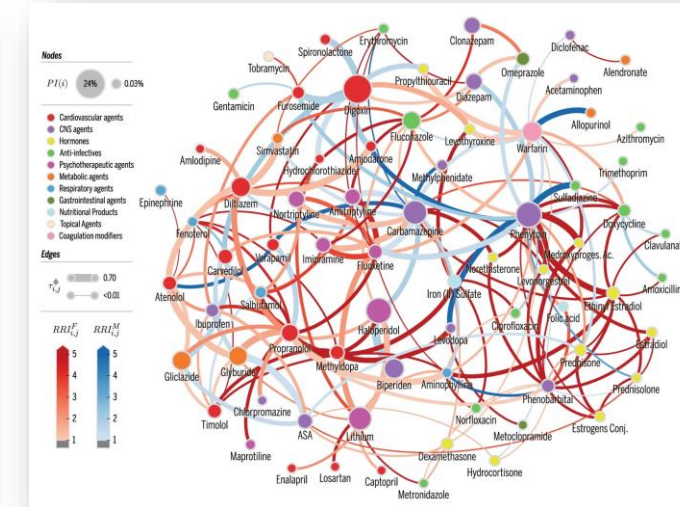 Nodes
PI(i) 24% 0.03%
Cardiovascular agents
CNS agents
Hormones
Anti-infectives
Psychotherapeutic agents
Metabolic agents
Respiratory agents
Gastrointestinal agents
Nutritional Products
Topical Agents
Coagulation modifiers
Edges
0.70
<0.01
RRI F i,j RRI M i,j
5 5
4 4
3 3
2 2
1 1
Erythromycin
Clonazepam
Diclofenac
Spironolactone
Tobramycin
Propylthiouracil
Omeprazole
Alendronate
Gentamicin
Furosemide
Digoxin
Diazepam
Acetaminophen
Allopurinol
Fluconazole
Levothyroxine
Warfarin
Azithromycin
Simvastatin
Amiodarone
Amlodipine
Hydrochlorothiazide
Methylphenidate
Trimethoprim
Epinephrine
Diltiazem
Nortriptyline
Amitriptyline
Sulfadiazine
Fenoterol
Carbamazepine
Phenytoin
Doxycycline
Carvedilol
Verapamil
Imipramine
Fluoxetine
Medroxyproges. Ac.
Clavulana
Norethisterone
Levonorgestrel
Atenolol
Salbutamol
Iron (II) Sulfate
Ethinyl Estradiol
Amoxicillin
Ibuprofen
Haloperidol
Ciprofloxacin
Folic acid
Levodopa
Estradiol
Propranolol
Methyldopa
Prednisone
Gliclazide
Glyburide
Biperiden
Aminophylline
Phenobarbital
Prednisolone
Timolol
Chlorpromazine
ASA
Lithium
Norfloxacin
Metoclopramide
Estrogens Conj.
Maprotiline
Dexamethasone
Hydrocortisone
Enalapril
Losartan
Captopril
Metronidazole